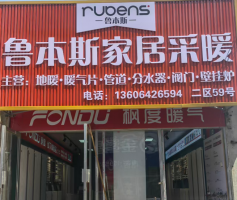 rubens
鲁本斯
鲁本斯家居采暖
主营：地暖·暖气片·管道·分水器·阀门·壁挂炉
电话：13606426594 二区59号
FONDU 枫度暖气